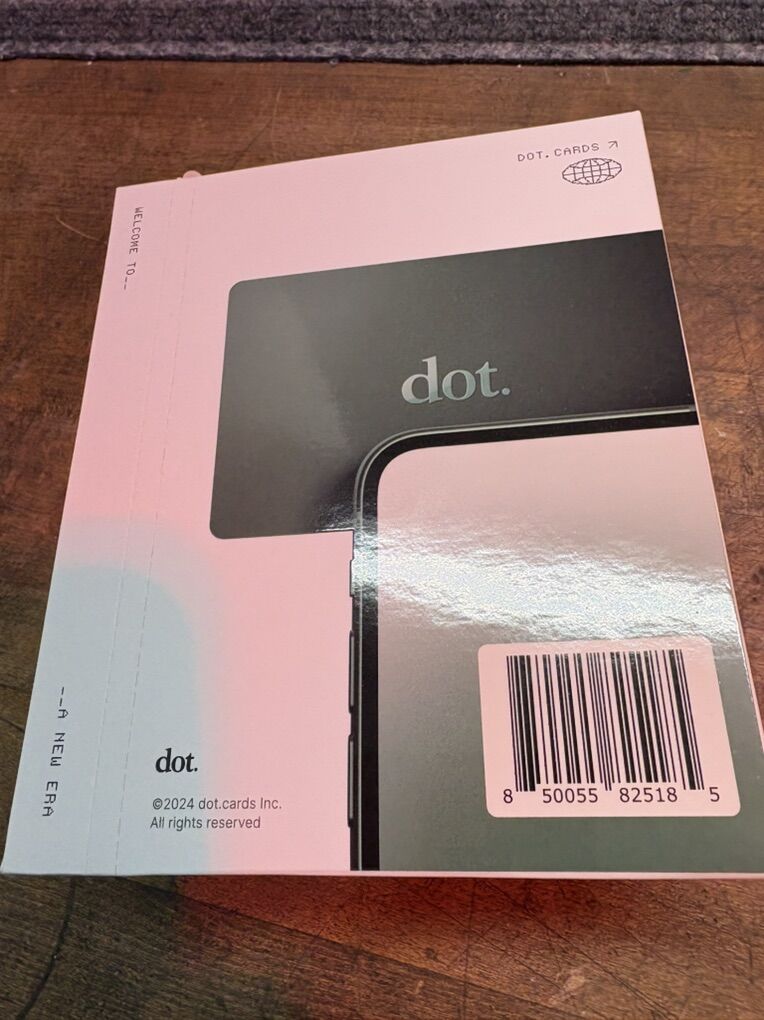 DOT.CARDS ↗
WELCOME TO--
dot.
--A NEW ERA
dot.
©2024 dot.cards Inc.
All rights reserved
8 50055 82518 5